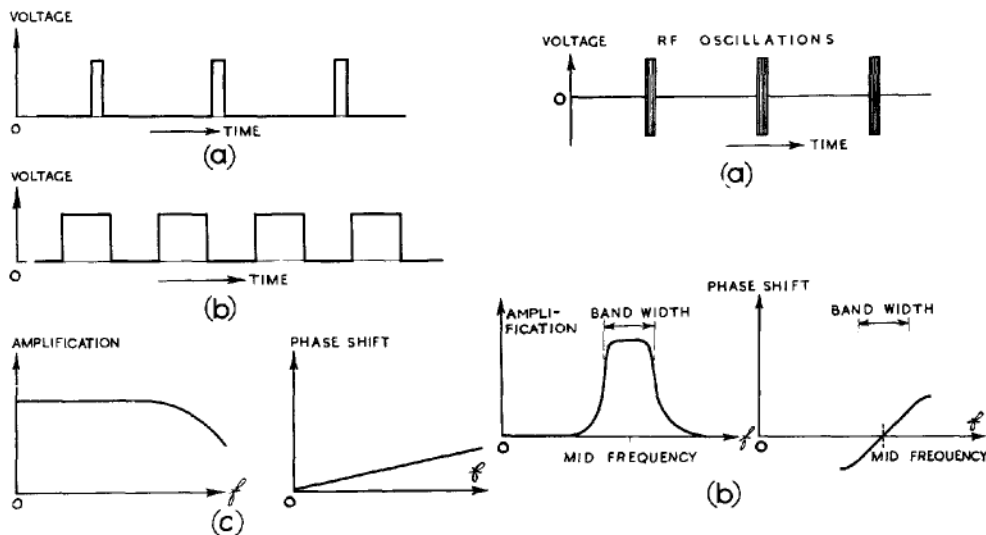 VOLTAGE
O
TIME
(a)
VOLTAGE
O
TIME
(b)
AMPLIFICATION
O
f
PHASE SHIFT
O
f
(c)
VOLTAGE RF OSCILLATIONS
O
TIME
(a)
AMPLI-
FICATION
BAND WIDTH
O
f
MID FREQUENCY
PHASE SHIFT
BAND WIDTH
O
f
MID FREQUENCY
(b)